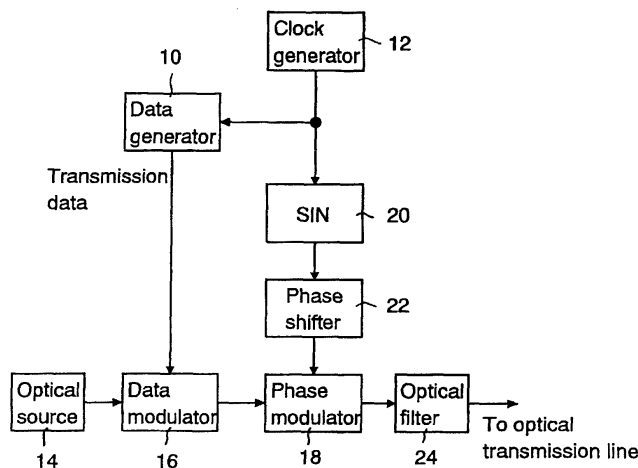 Clock
generator
12
10
Data
generator
Transmission
data
SIN
20
Phase
shifter
22
Optical
source
Data
modulator
Phase
modulator
Optical
filter
To optical
transmission line
14
16
18
24